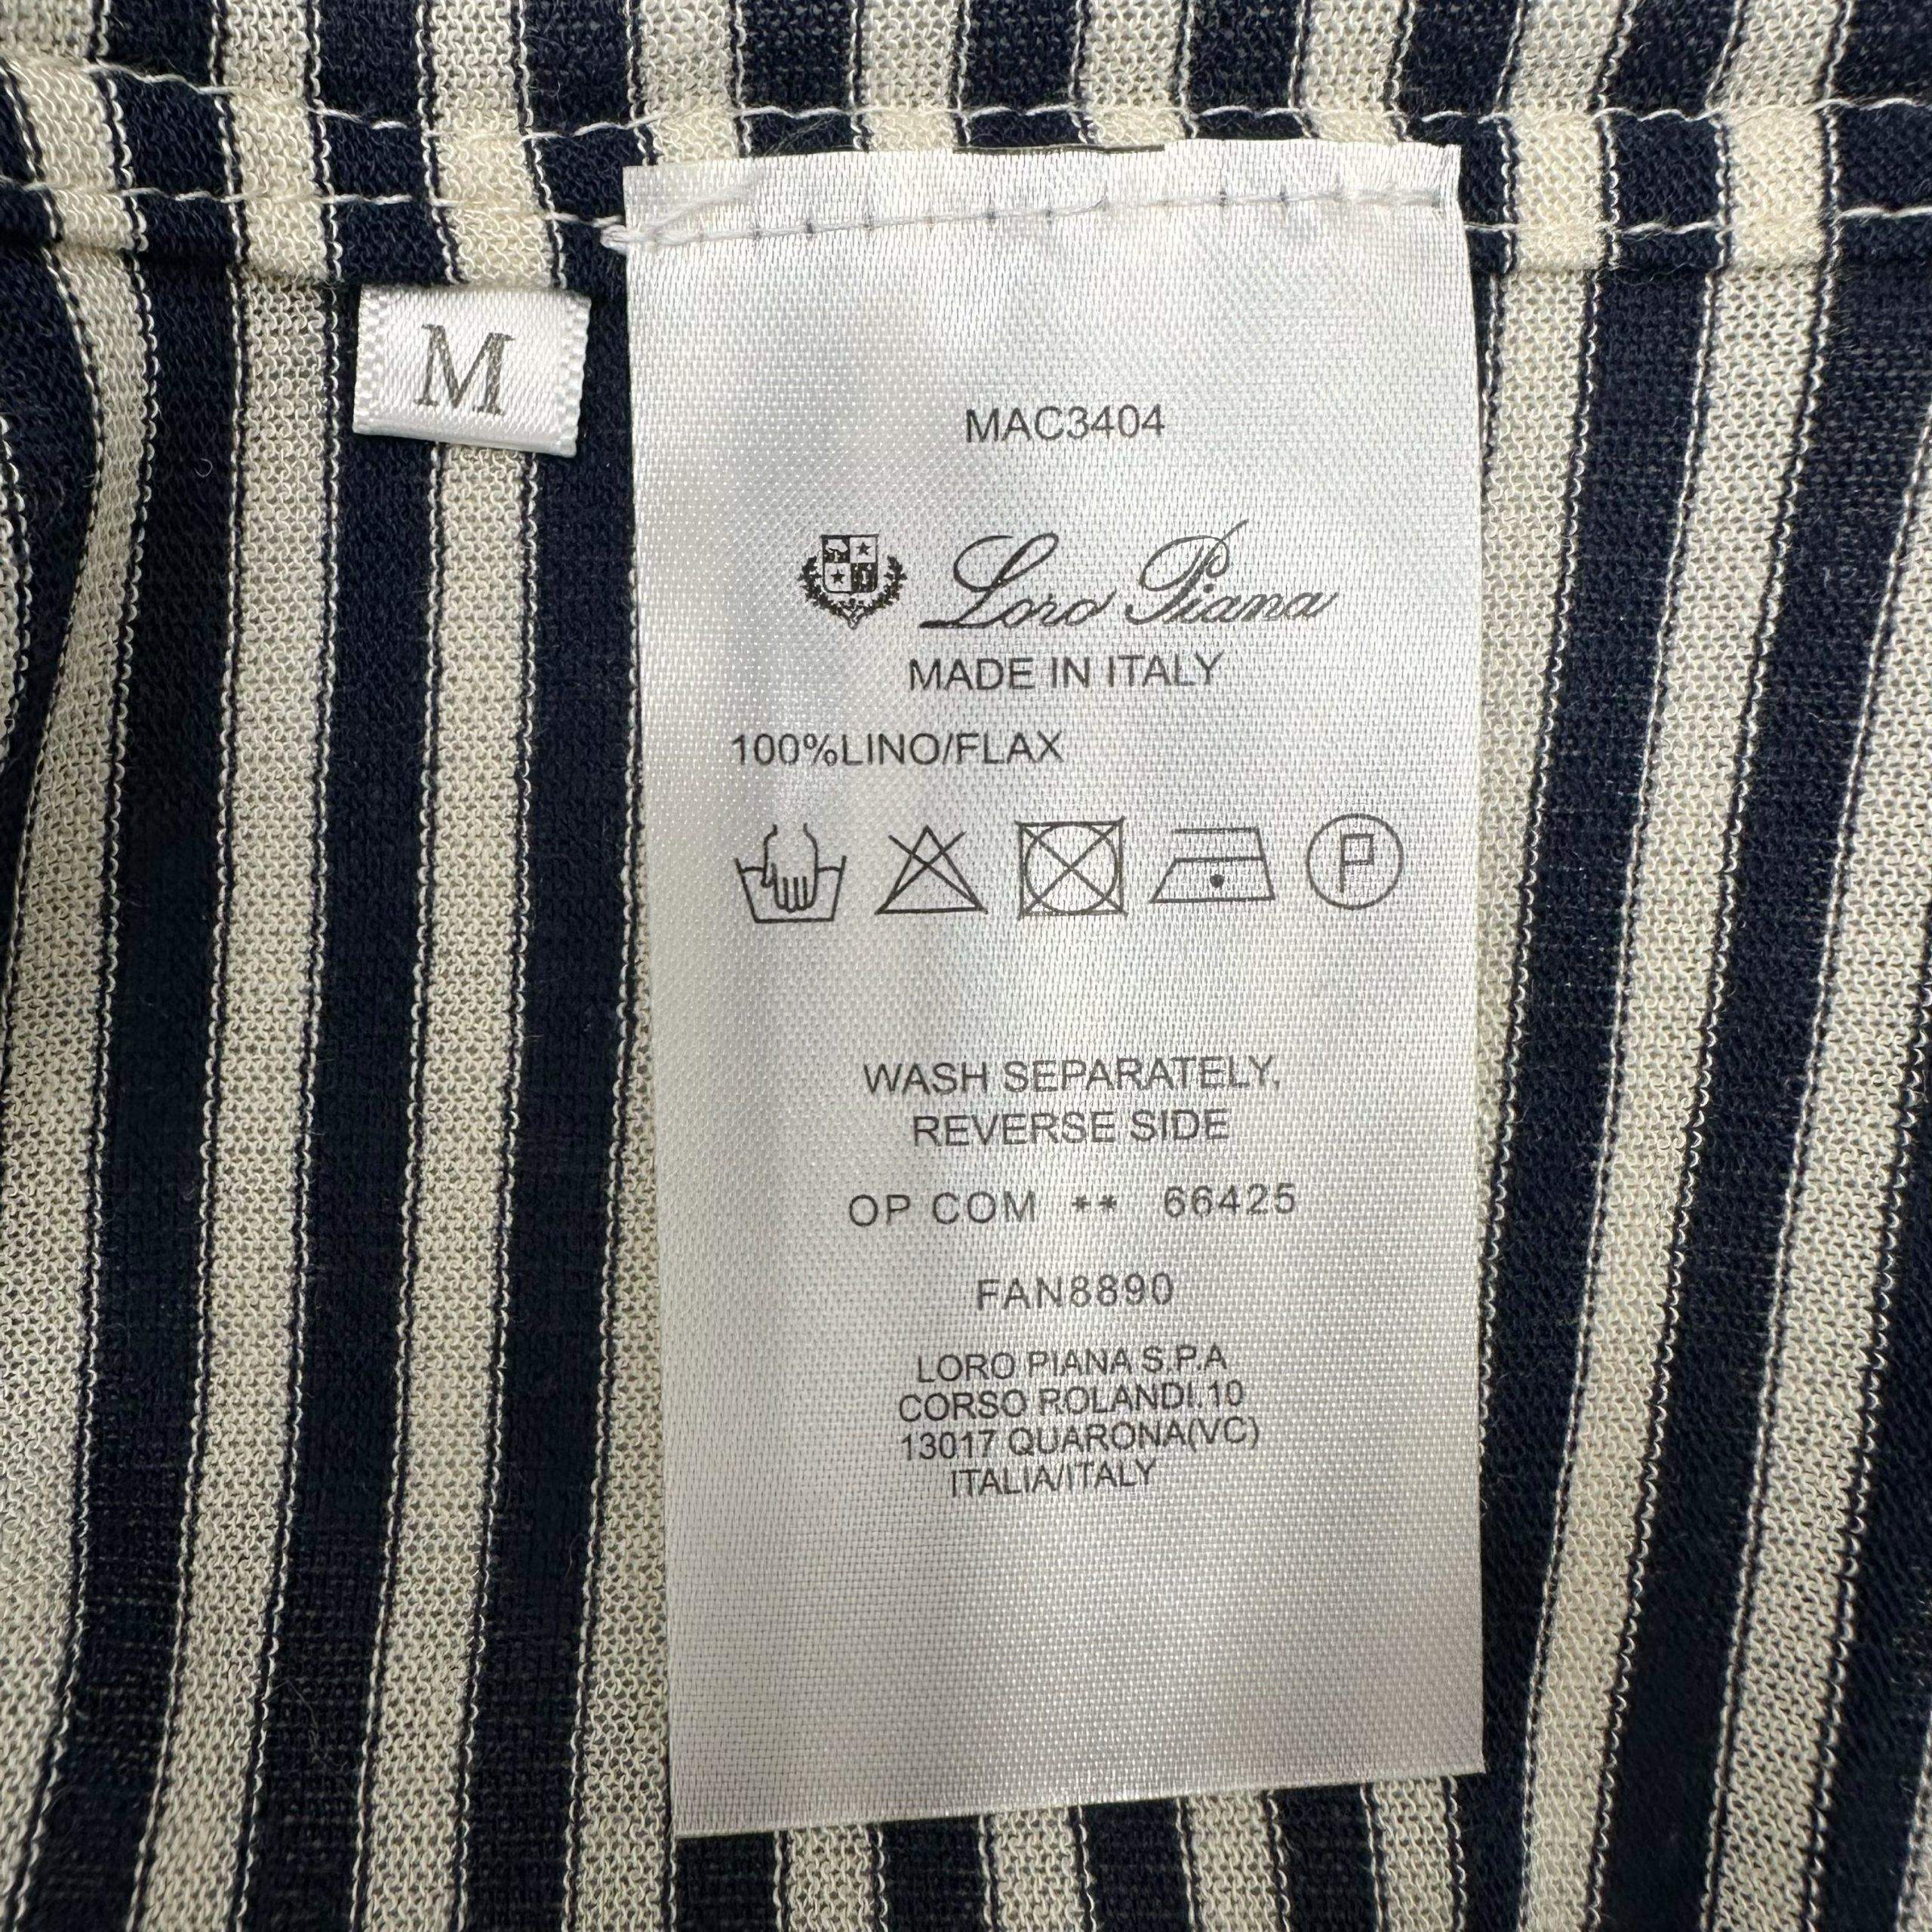 M
MAC3404
Loro Piana
MADE IN ITALY
100%LINO/FLAX
P
WASH SEPARATELY,
REVERSE SIDE
OP COM ** 66425
FAN8890
LORO PIANA S.P.A
CORSO ROLANDI.10
13017 QUARONA(VC)
ITALIA/ITALY